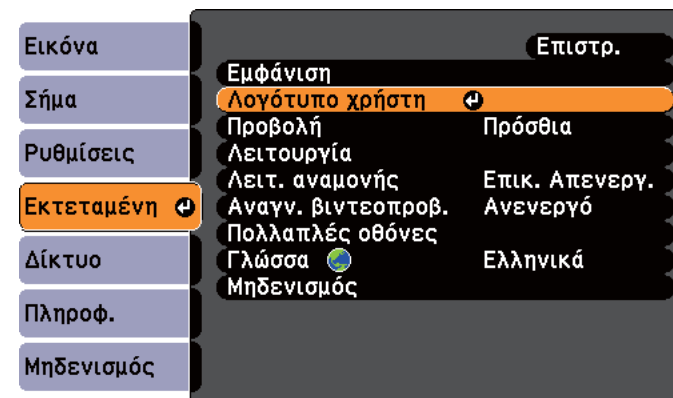 Εικόνα
Σήμα
Ρυθμίσεις
Εκτεταμένη
Δίκτυο
Πληροφ.
Μηδενισμός
Επιστρ.
Εμφάνιση
Λογότυπο χρήστη
Προβολή Πρόσθια
Λειτουργία
Λειτ. αναμονής Επικ. Απενεργ.
Αναγν. βιντεοπροβ. Ανενεργό
Πολλαπλές οθόνες
Γλώσσα Ελληνικά
Μηδενισμός